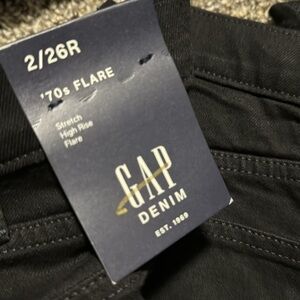 2/26R
'70s FLARE
Stretch
High Rise
Flare
GAP
DENIM
EST. 1969